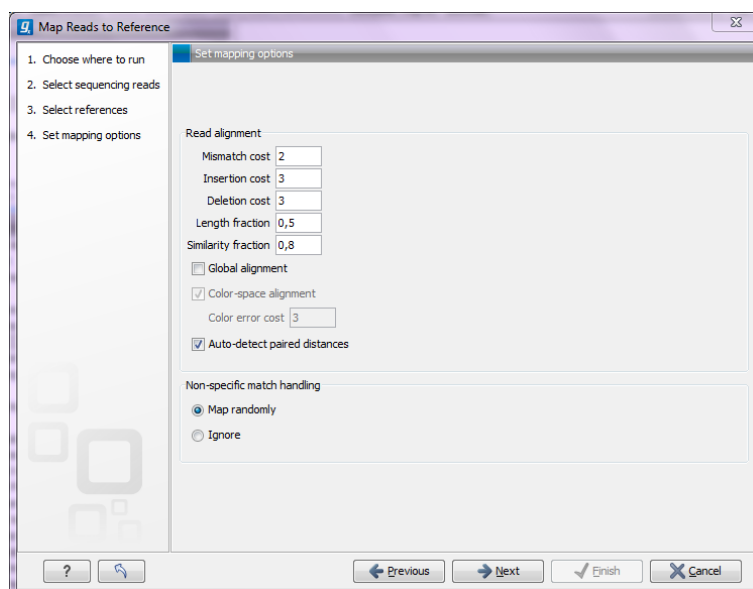 Map Reads to Reference
1. Choose where to run
2. Select sequencing reads
3. Select references
4. Set mapping options
Set mapping options
Read alignment
Mismatch cost 2
Insertion cost 3
Deletion cost 3
Length fraction 0,5
Similarity fraction 0,8
Global alignment
Color-space alignment
Color error cost 3
Auto-detect paired distances
Non-specific match handling
Map randomly
Ignore
? Previous Next Finish Cancel